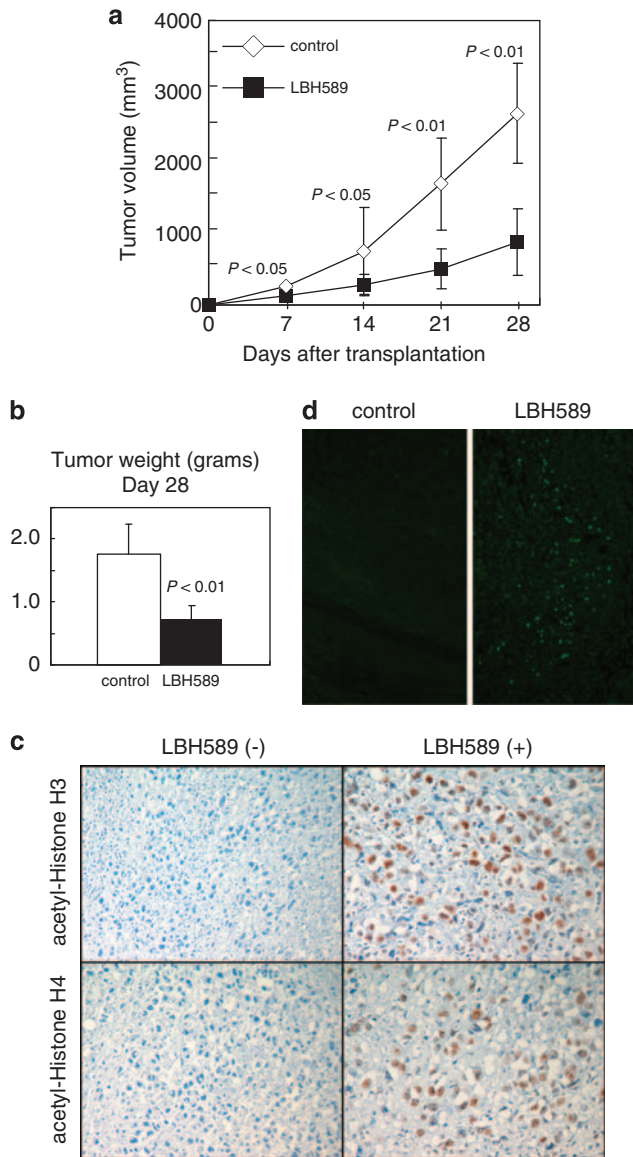 a
4000
3000
2000
1000
0
Tumor volume (mm³)
control
LBH589
P < 0.05
P < 0.05
P < 0.01
P < 0.01
0 7 14 21 28
Days after transplantation
b
Tumor weight (grams)
Day 28
2.0
1.0
0
P < 0.01
control LBH589
d
control LBH589
c
LBH589 (-) LBH589 (+)
acetyl-Histone H3
acetyl-Histone H4